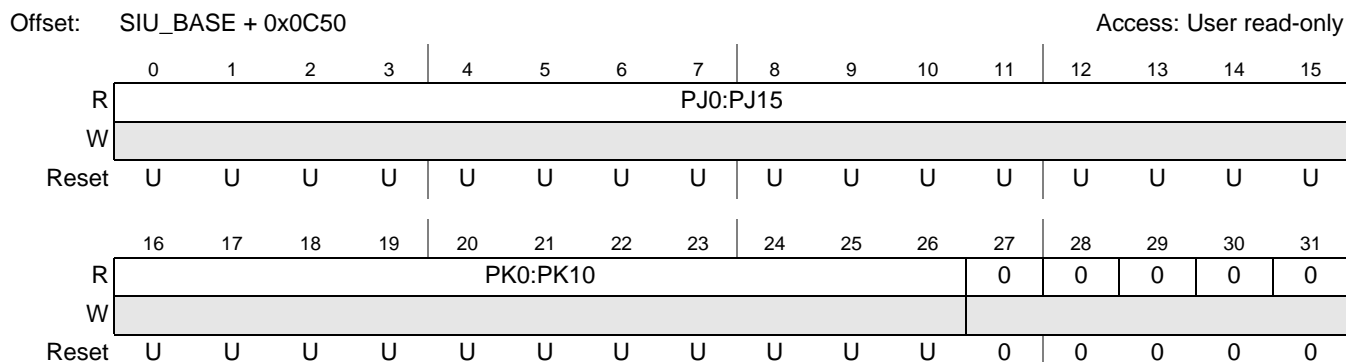 Offset: SIU_BASE + 0x0C50 Access: User read-only
0 1 2 3 4 5 6 7 8 9 10 11 12 13 14 15
R PJ0:PJ15
W
Reset U U U U U U U U U U U U U U U U
16 17 18 19 20 21 22 23 24 25 26 27 28 29 30 31
R PK0:PK10 0 0 0 0 0
W
Reset U U U U U U U U U U U 0 0 0 0 0